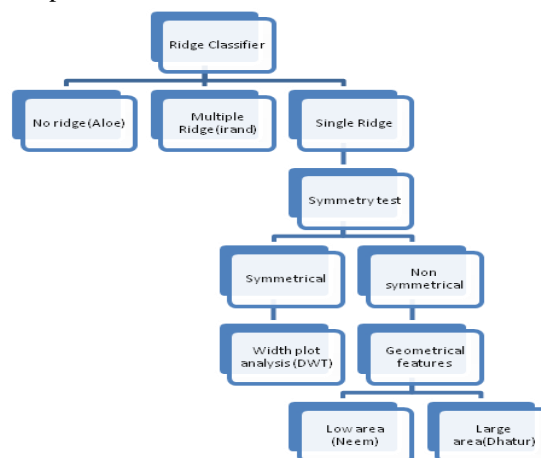 Ridge Classifier
No ridge(Aloe)
Multiple
Ridge(irand)
Single Ridge
Symmetry test
Symmetrical
Non
symmetrical
Width plot
analysis(DWT)
Geometrical
features
Low area
(Neem)
Large
area(Dhatur)